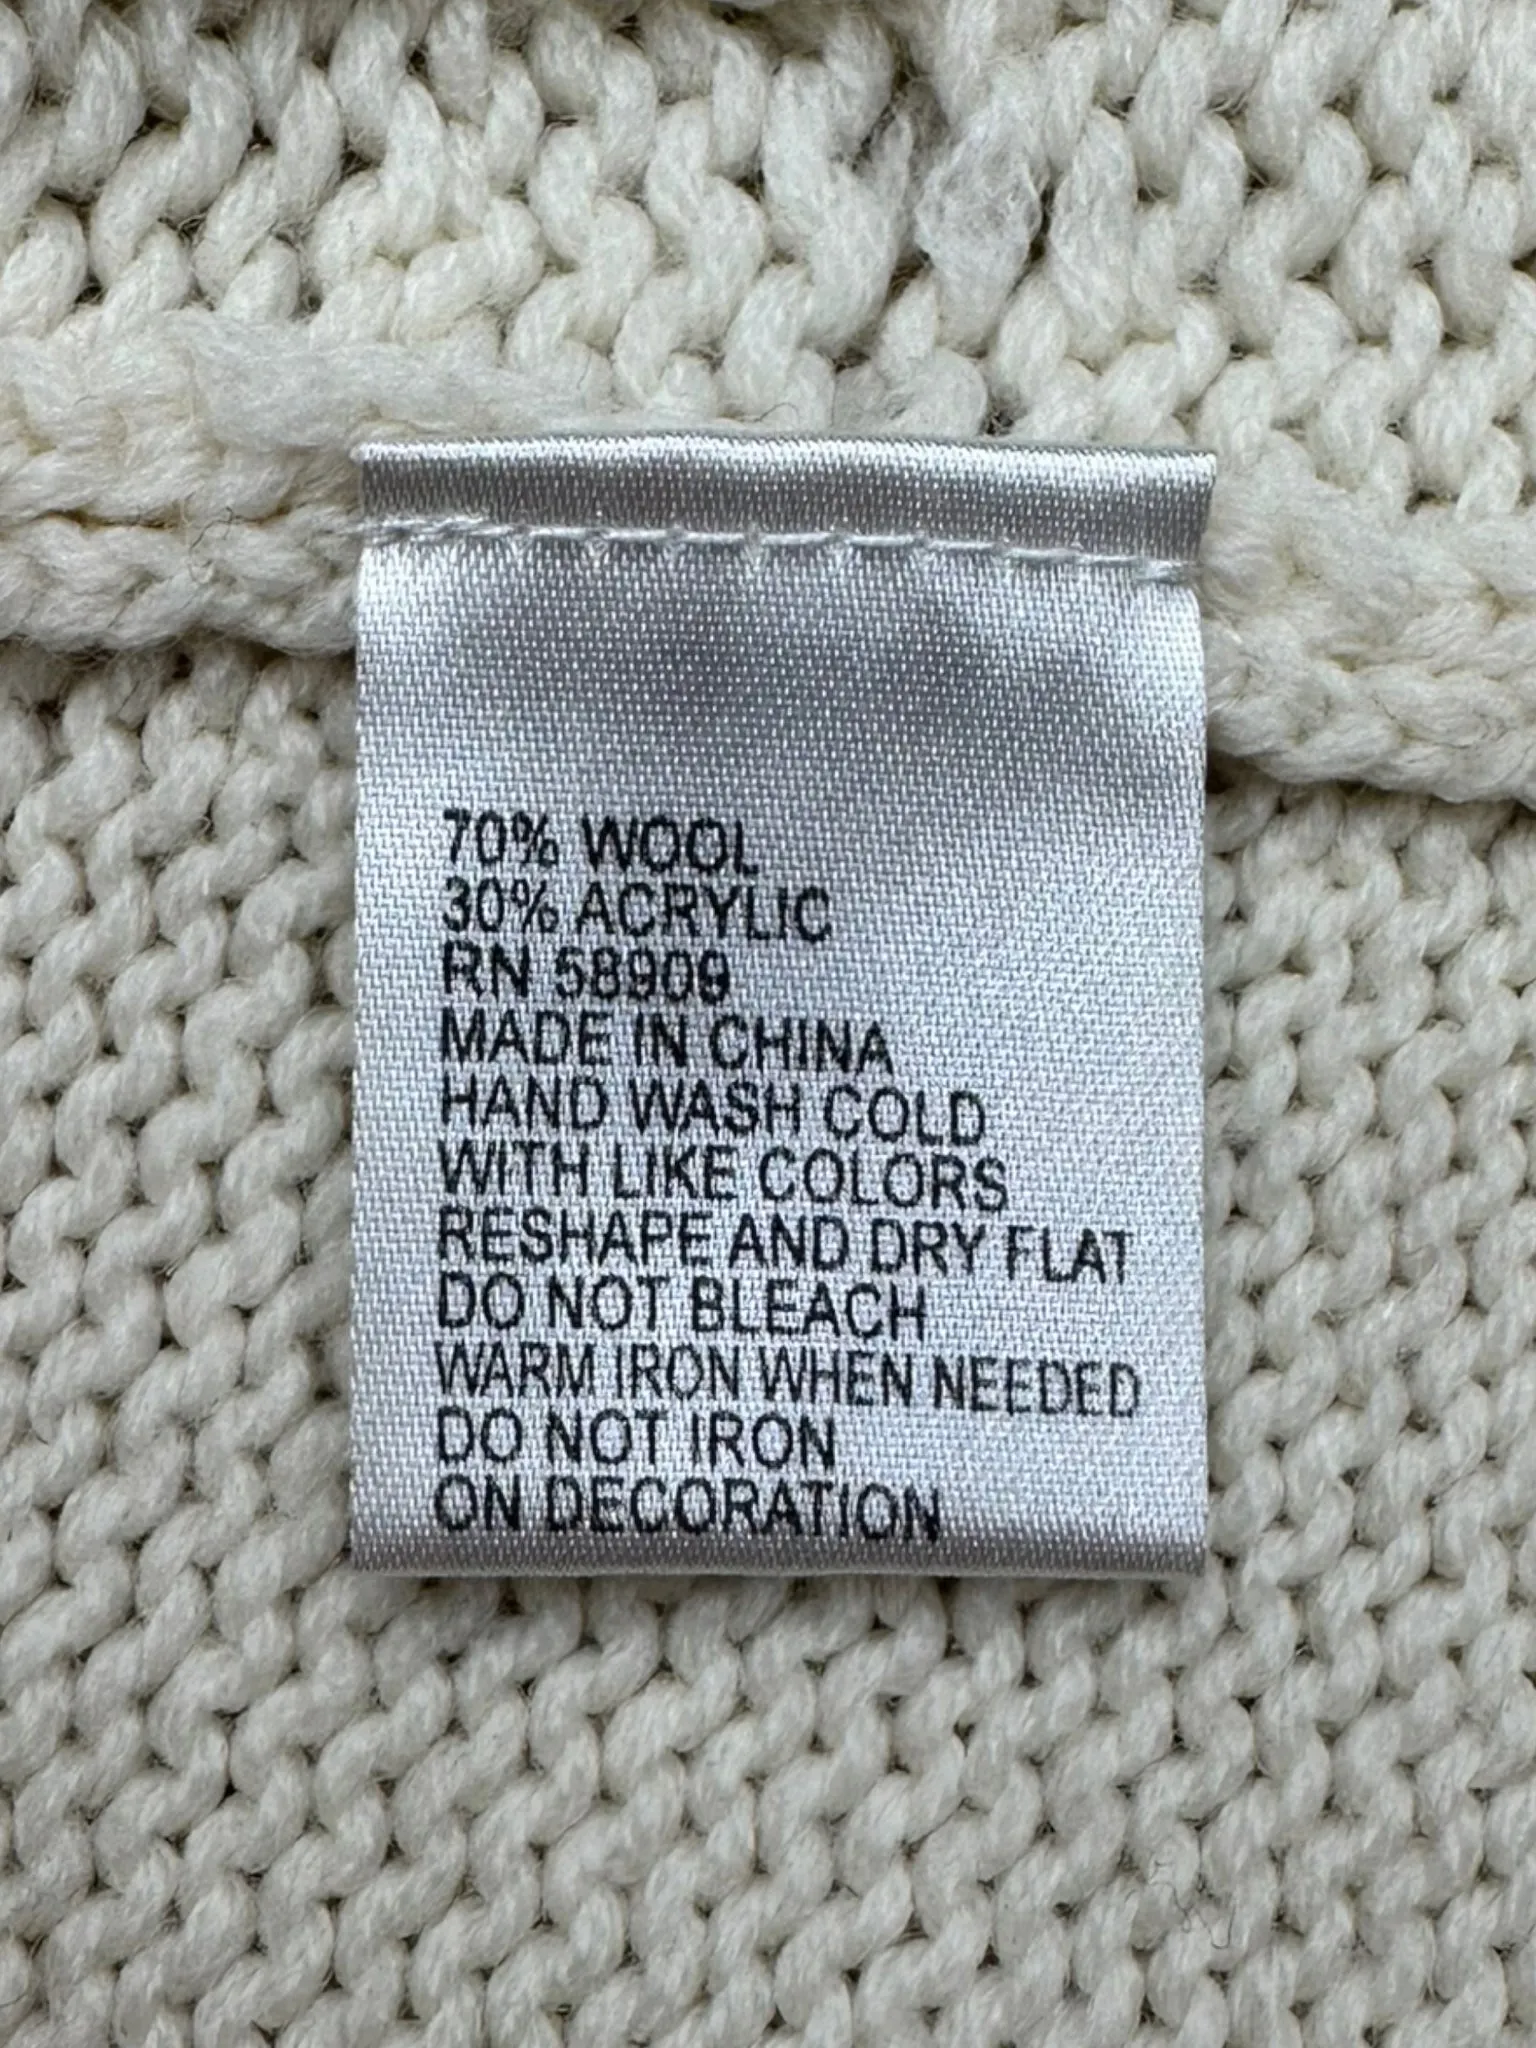 70% WOOL
30% ACRYLIC
RN 58909
MADE IN CHINA
HAND WASH COLD
WITH LIKE COLORS
RESHAPE AND DRY FLAT
DO NOT BLEACH
WARM IRON WHEN NEEDED
DO NOT IRON
ON DECORATION